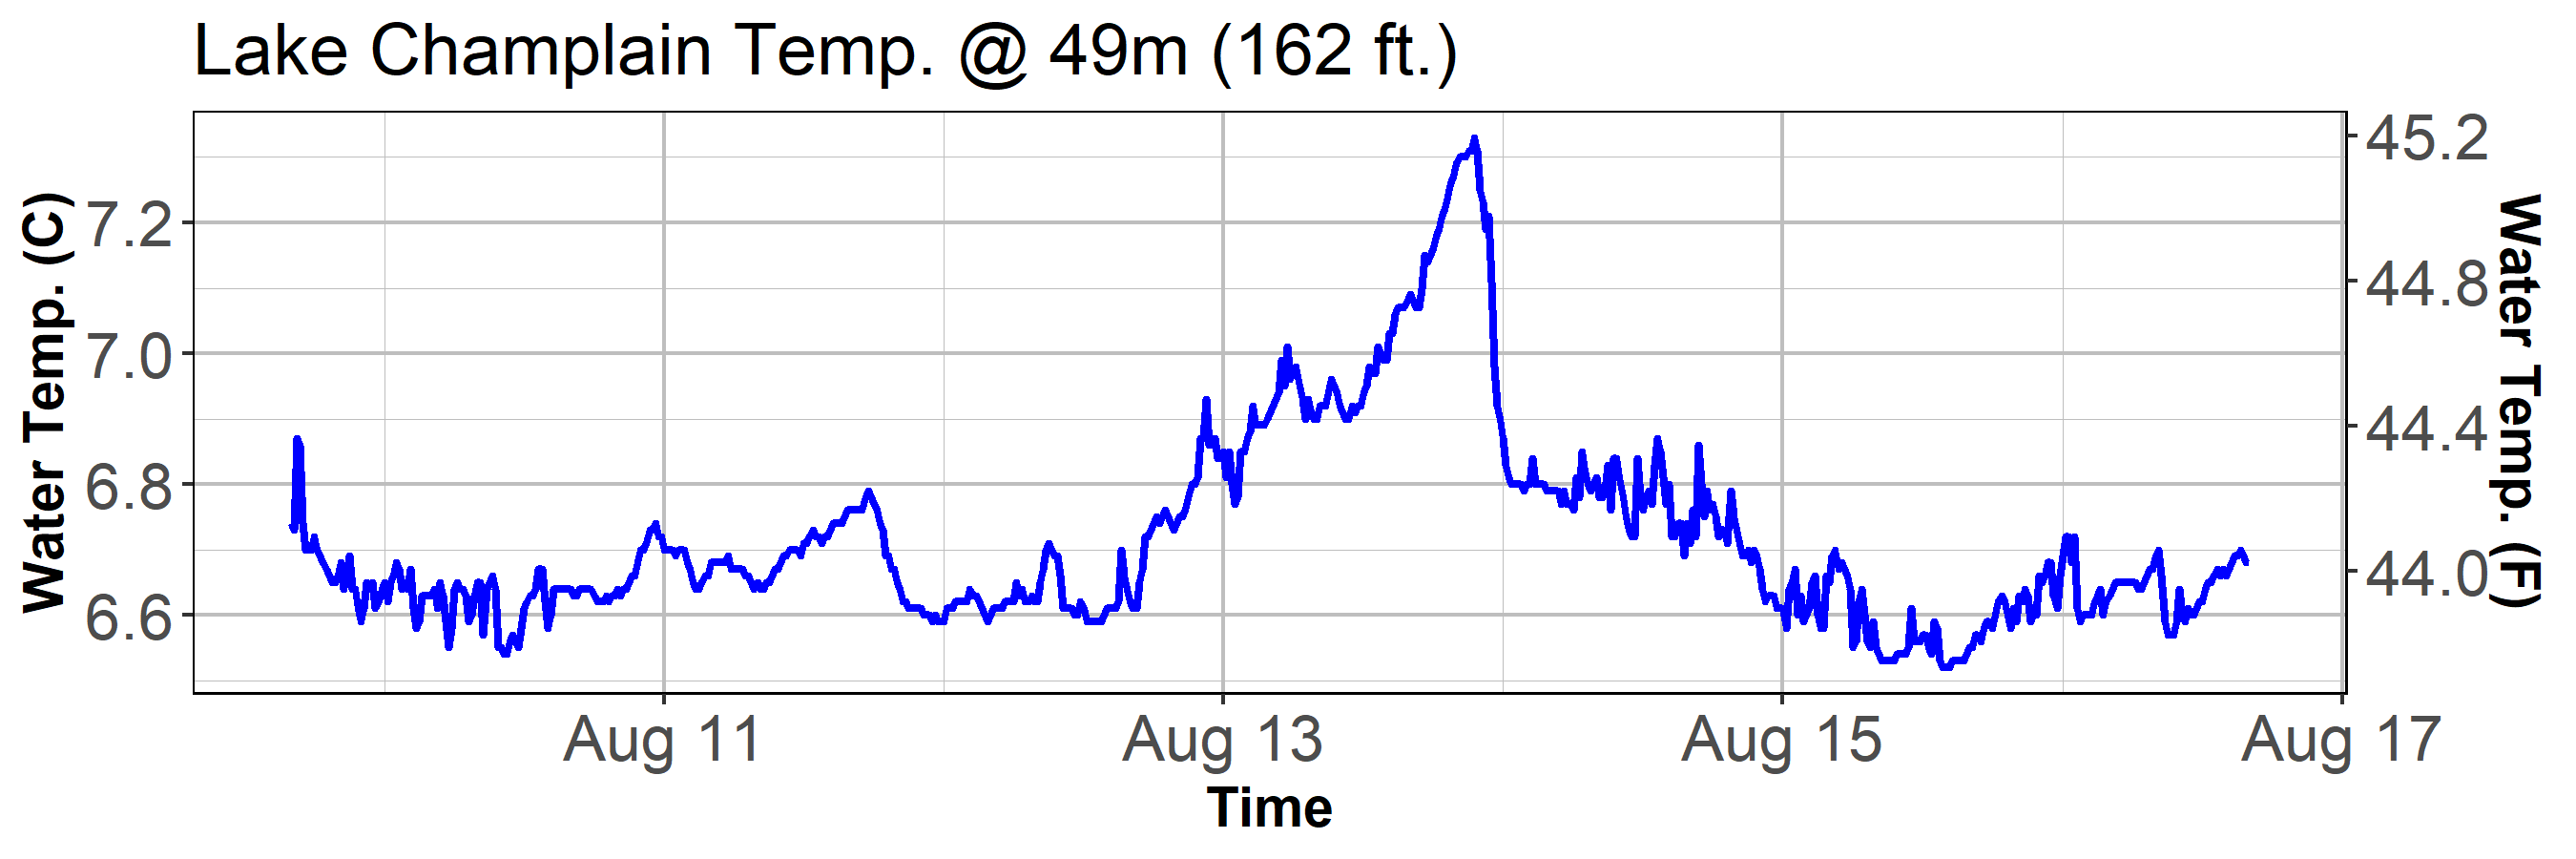 Lake Champlain Temp. @ 49m (162 ft.)
Water Temp. (C)
7.2
7.0
6.8
6.6
45.2
44.8
44.4
44.0
Water Temp. (F)
Aug 11 Aug 13 Aug 15 Aug 17
Time